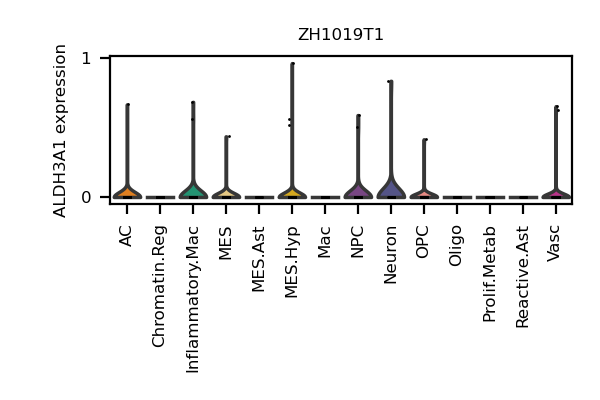 ZH1019T1
ALDH3A1 expression
1
0
AC
Chromatin.Reg
Inflammatory.Mac
MES
MES.Ast
MES.Hyp
Mac
NPC
Neuron
OPC
Oligo
Prolif.Metab
Reactive.Ast
Vasc